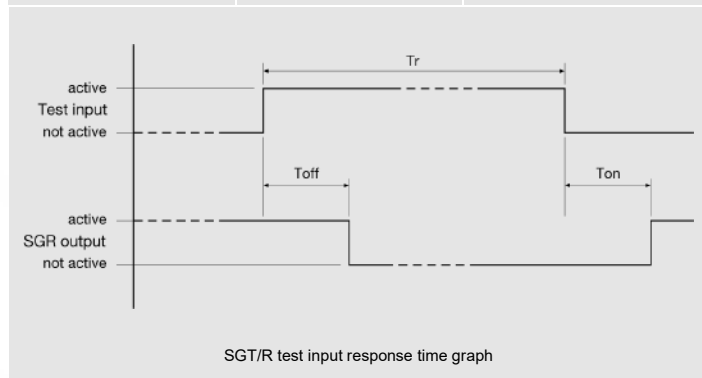 Tr
active
Test input
not active
Toff
Ton
active
SGR output
not active
SGT/R test input response time graph